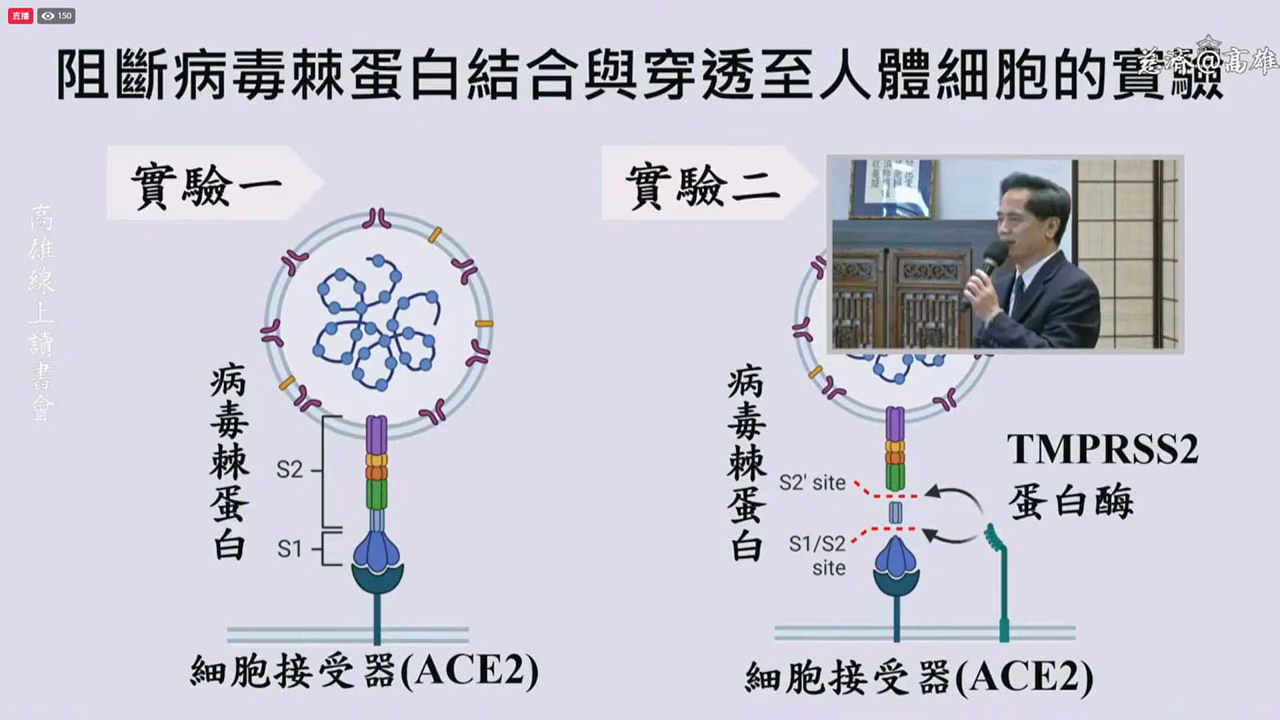 直播
150
慈濟@高雄
阻斷病毒棘蛋白結合與穿透至人體細胞的實驗
實驗一
實驗二
高雄線上讀書會
病毒棘蛋白
S2
S1
細胞接受器(ACE2)
病毒棘蛋白
S2' site
S1/S2
site
TMPRSS2
蛋白酶
細胞接受器(ACE2)